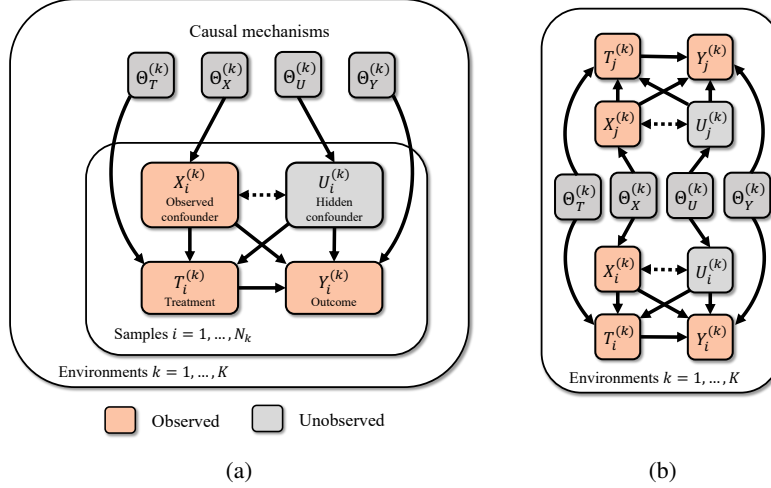 Causal mechanisms
Θ_T^(k) Θ_X^(k) Θ_U^(k) Θ_Y^(k)
X_i^(k) U_i^(k)
Observed Hidden
confounder confounder
T_i^(k) Y_i^(k)
Treatment Outcome
Samples i = 1, …, N_k
Environments k = 1, …, K
Observed Unobserved
(a)
T_j^(k) Y_j^(k)
X_j^(k) U_j^(k)
Θ_T^(k) Θ_X^(k) Θ_U^(k) Θ_Y^(k)
X_i^(k) U_i^(k)
T_i^(k) Y_i^(k)
Environments k = 1, …, K
(b)